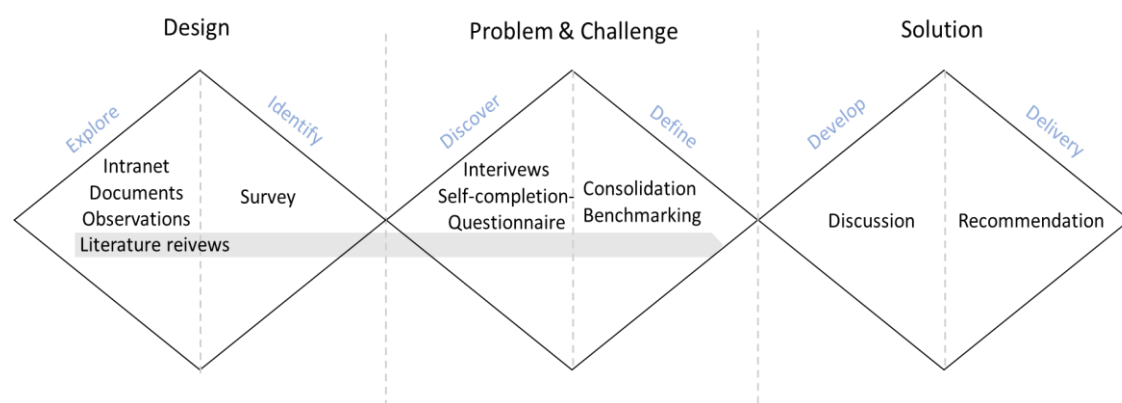 Design
Problem & Challenge
Solution
Explore
Identify
Discover
Define
Develop
Delivery
Intranet
Documents
Observations
Literature reivews
Survey
Interivews
Self-completion-
Questionnaire
Consolidation
Benchmarking
Discussion
Recommendation